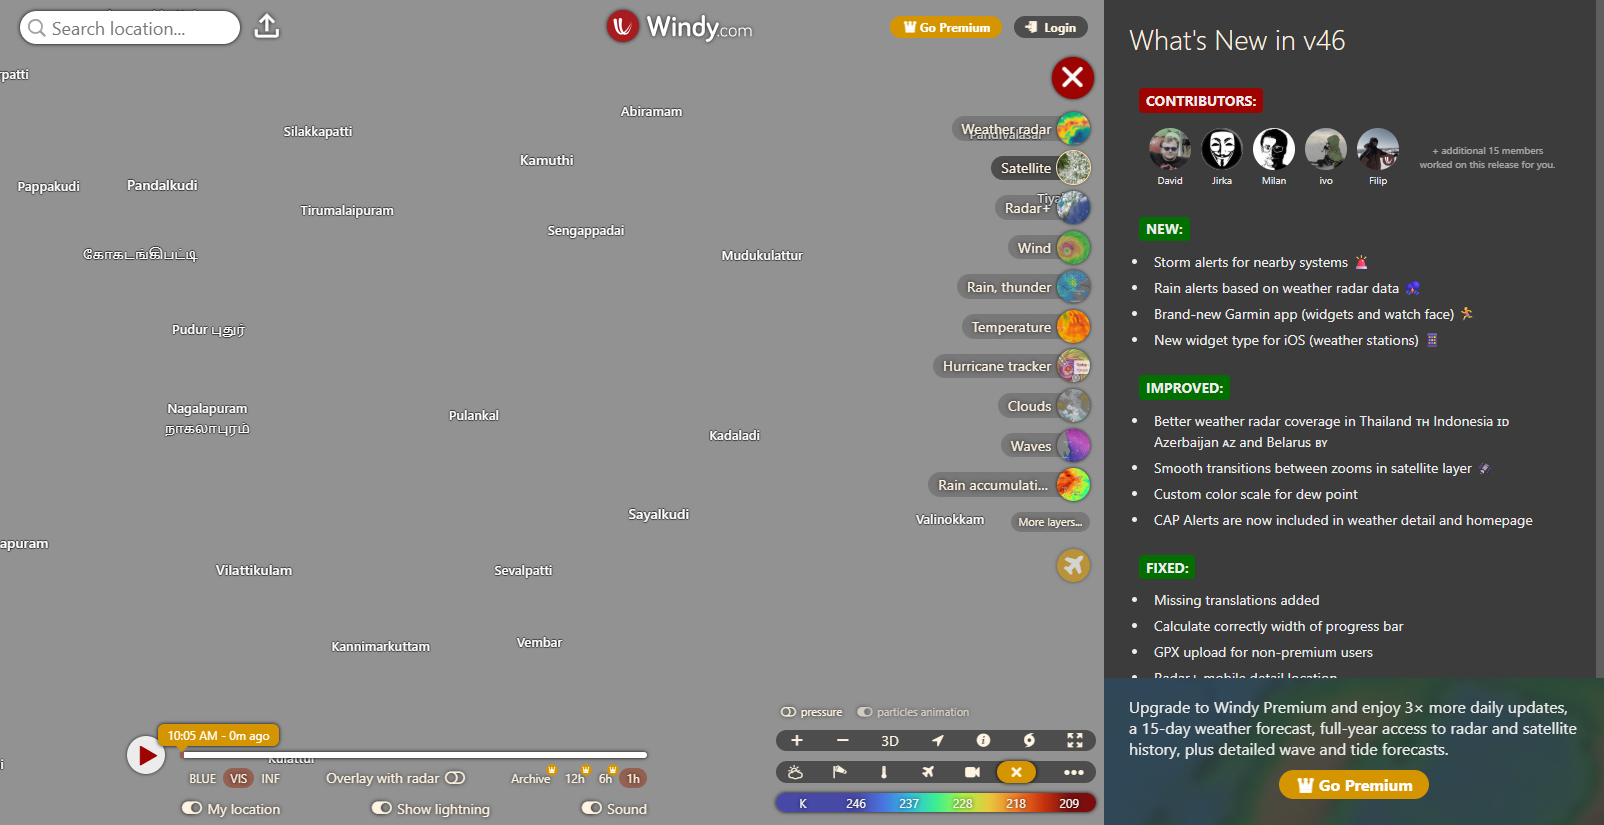 Search location...
Windy.com
Go Premium
Login
Abiramam
Silakkapatti
Kamuthi
Pappakudi
Pandalkudi
Tirumalaipuram
Sengappadai
கோகடங்கிபட்டி
Mudukulattur
Pudur புதுர்
Nagalapuram
நாகலாபுரம்
Pulankal
Kadaladi
Sayalkudi
Valinokkam
apuram
Vilattikulam
Sevalpatti
Kannimarkuttam
Vembar
Weather radar
Pandivalasai
Satellite
Tiya
Radar+
Wind
Rain, thunder
Temperature
Hurricane tracker
Clouds
Waves
Rain accumulati...
More layers...
10:05 AM - 0m ago
Kulattur
BLUE VIS INF
Overlay with radar
Archive 12h 6h 1h
My location
Show lightning
Sound
pressure particles animation
+ − 3D
K 246 237 228 218 209
What's New in v46
CONTRIBUTORS:
David Jirka Milan ivo Filip
+ additional 15 members
worked on this release for you.
NEW:
• Storm alerts for nearby systems
• Rain alerts based on weather radar data
• Brand-new Garmin app (widgets and watch face)
• New widget type for iOS (weather stations)
IMPROVED:
• Better weather radar coverage in Thailand TH Indonesia ID
Azerbaijan AZ and Belarus BY
• Smooth transitions between zooms in satellite layer
• Custom color scale for dew point
• CAP Alerts are now included in weather detail and homepage
FIXED:
• Missing translations added
• Calculate correctly width of progress bar
• GPX upload for non-premium users
• Radar+ mobile detail location
Upgrade to Windy Premium and enjoy 3× more daily updates,
a 15-day weather forecast, full-year access to radar and satellite
history, plus detailed wave and tide forecasts.
Go Premium